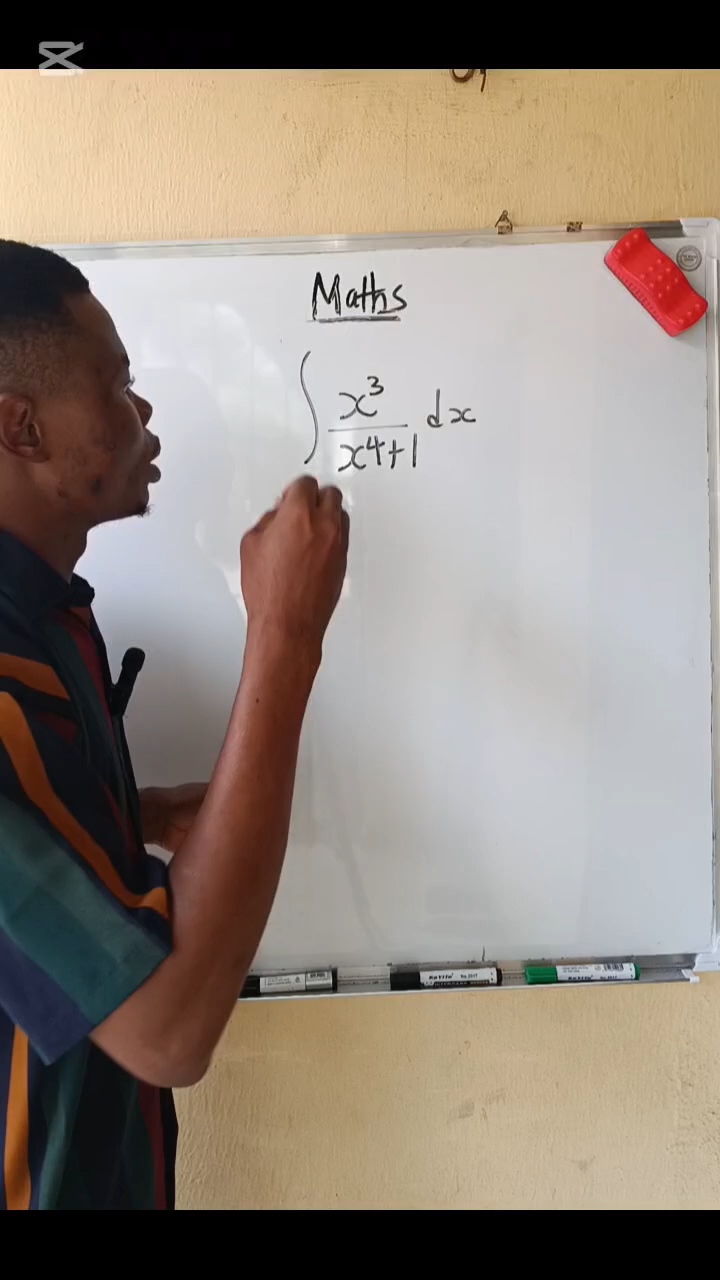 Maths
∫ x³/(x⁴+1) dx